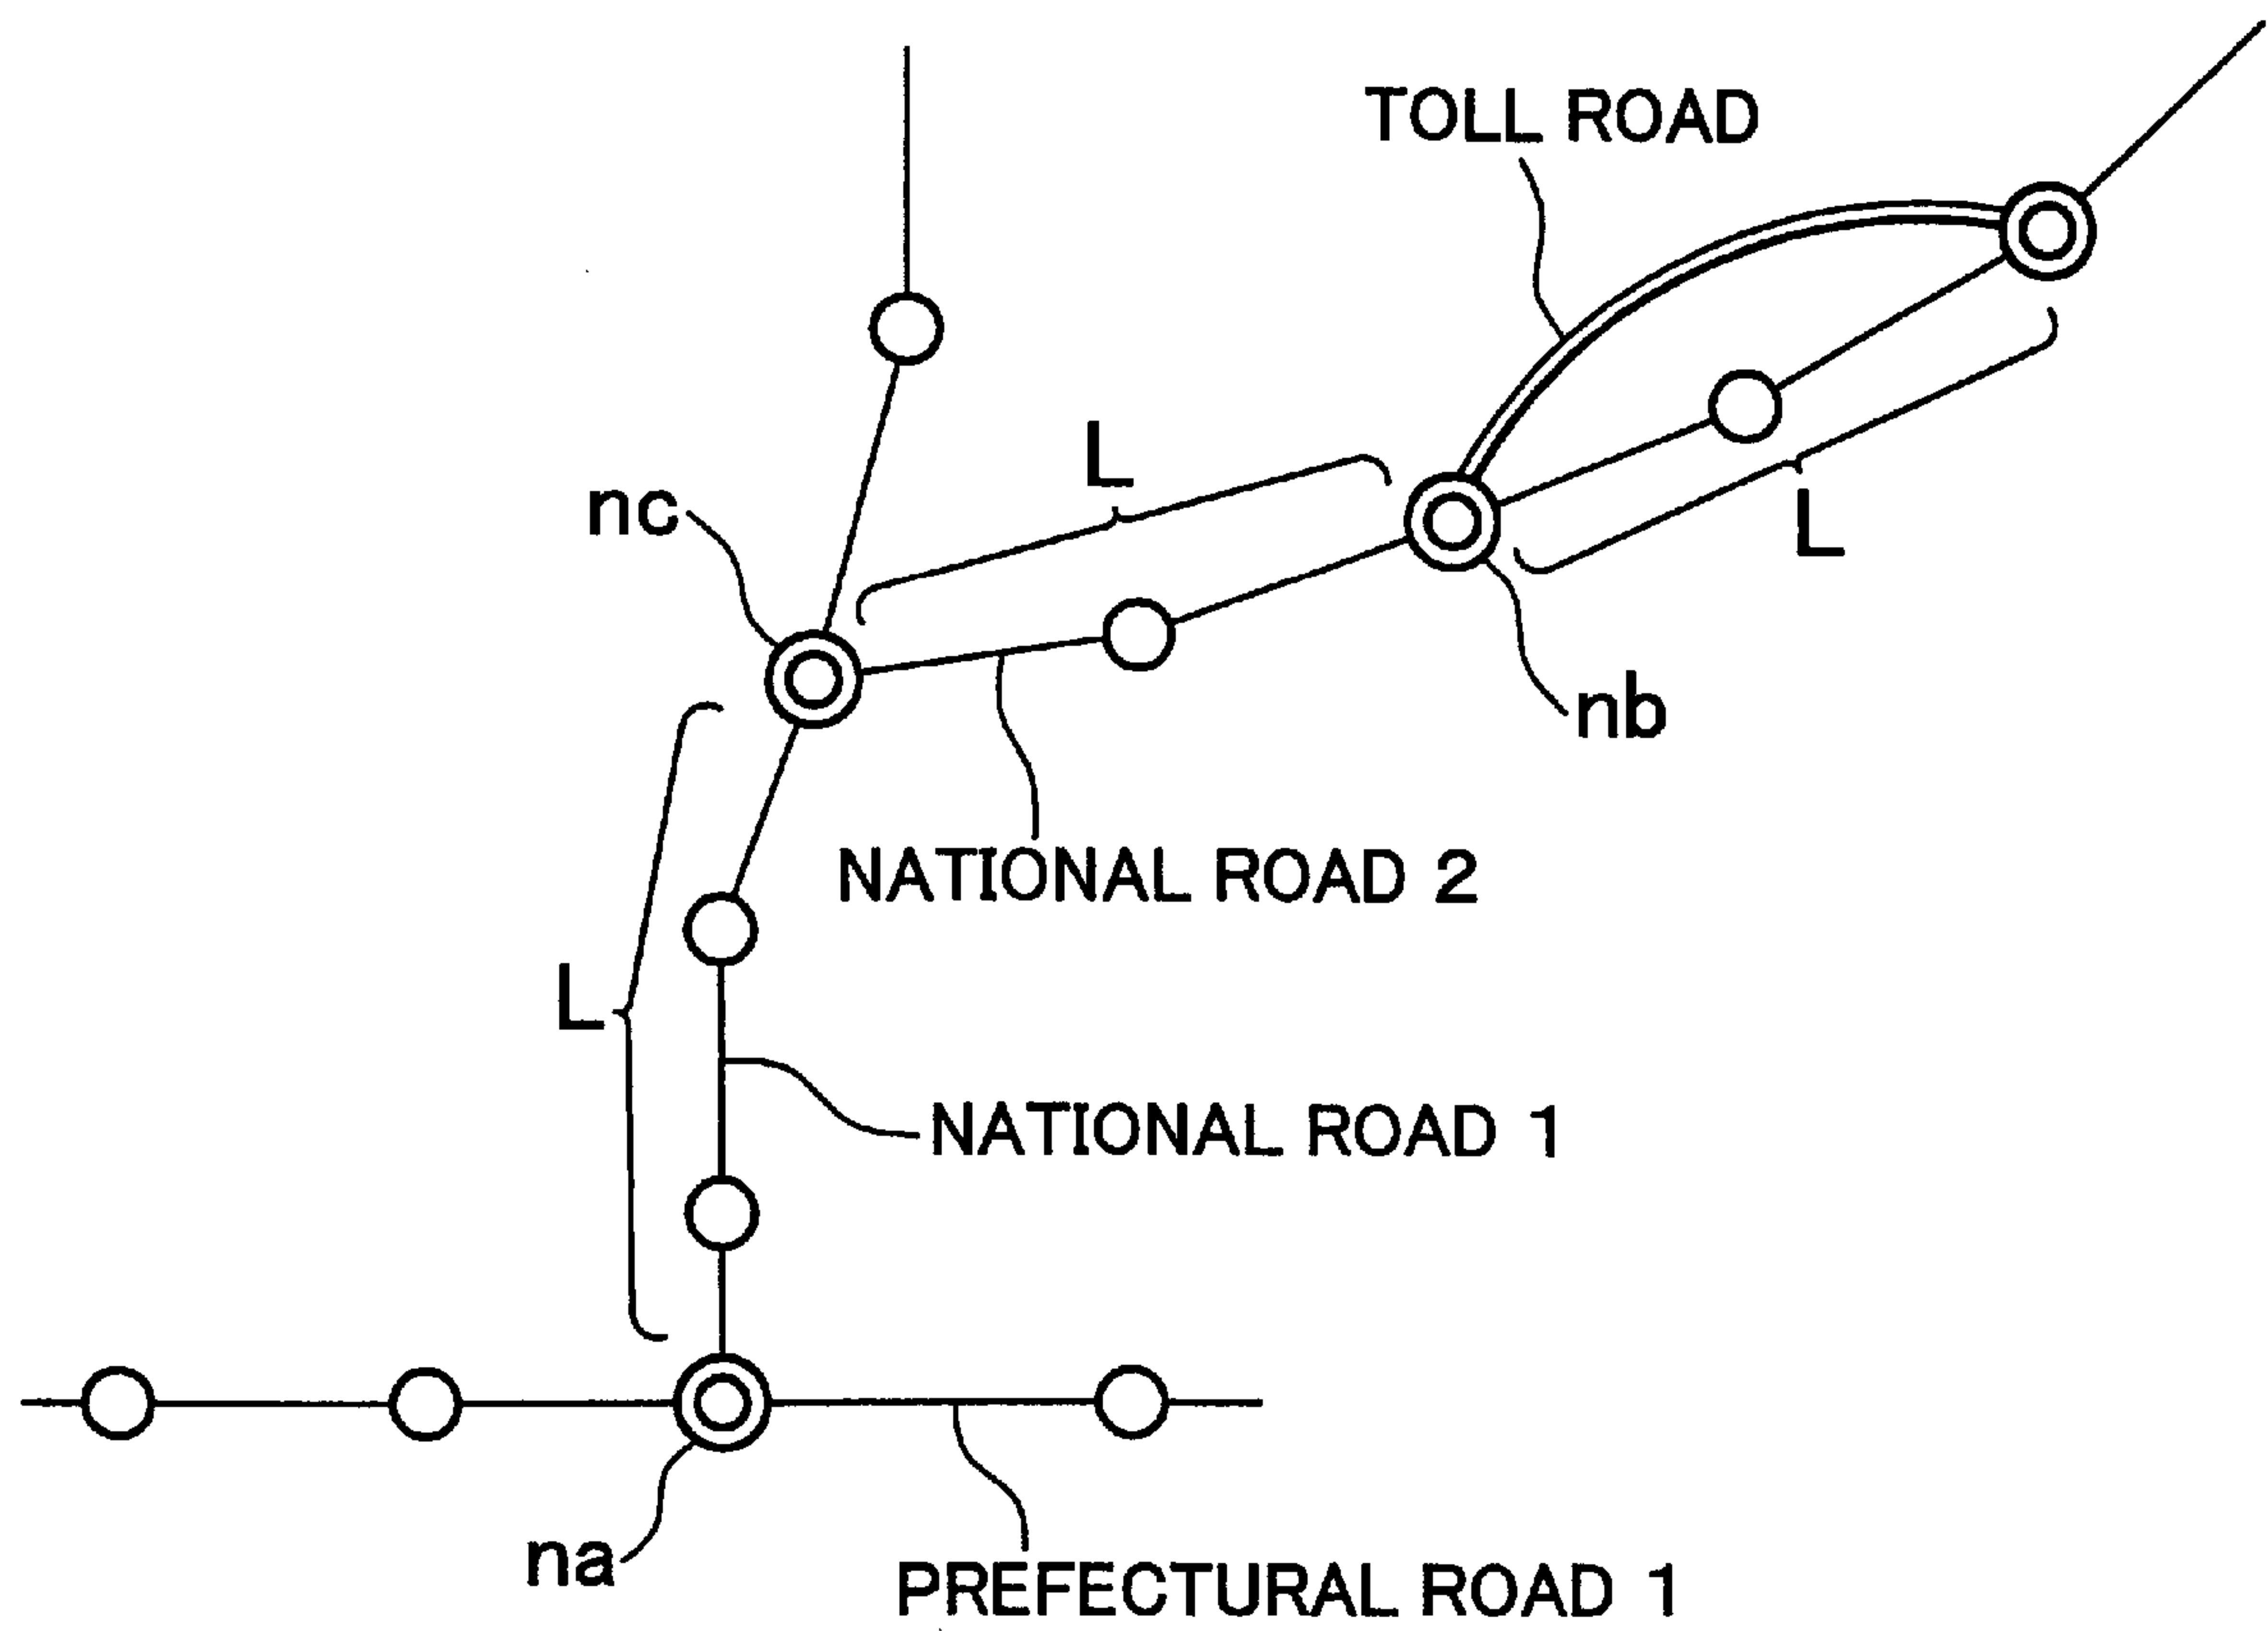 TOLL ROAD
L
nc
L
nb
NATIONAL ROAD 2
L
NATIONAL ROAD 1
na
PREFECTURAL ROAD 1